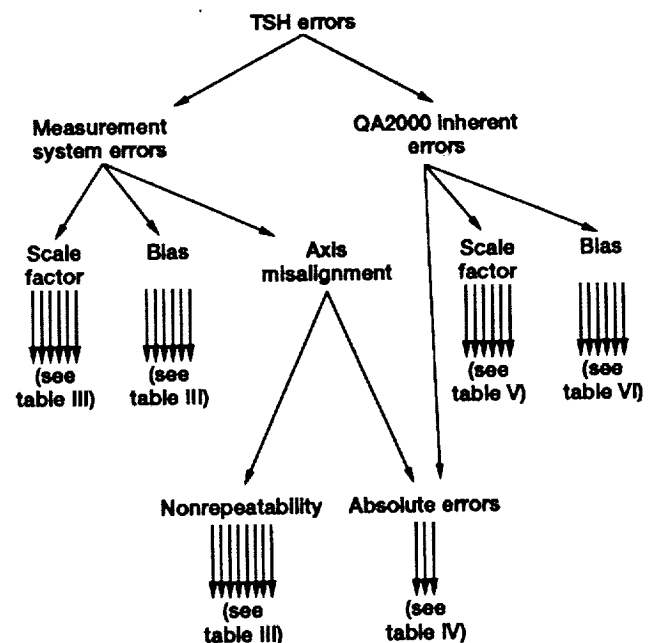 TSH errors
Measurement
system errors
QA2000 inherent
errors
Scale
factor
Bias
Axis
misalignment
Scale
factor
Bias
(see
table III)
(see
table III)
(see
table V)
(see
table VI)
Nonrepeatability
Absolute errors
(see
table III)
(see
table IV)